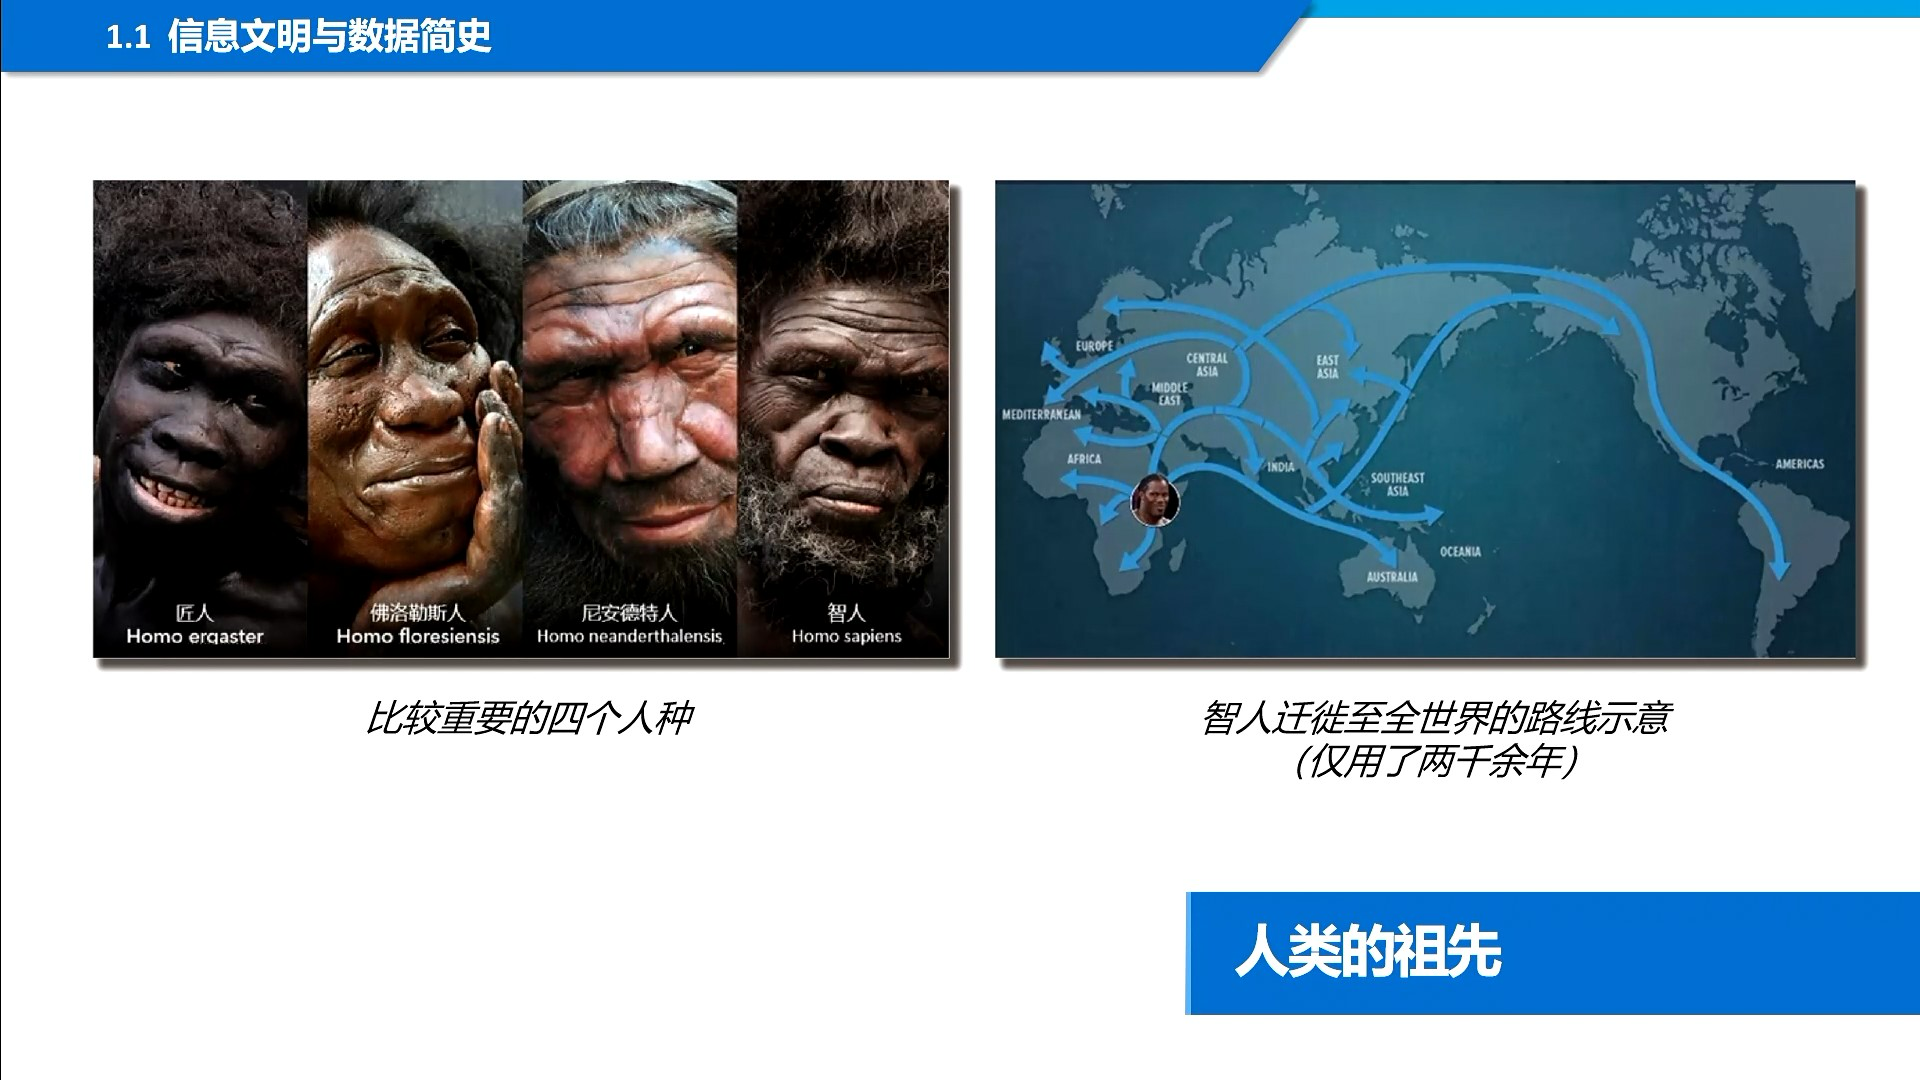 1.1 信息文明与数据简史
匠人
Homo ergaster
佛洛勒斯人
Homo floresiensis
尼安德特人
Homo neanderthalensis
智人
Homo sapiens
EUROPE
CENTRAL
ASIA
EAST
ASIA
MIDDLE
EAST
MEDITERRANEAN
AFRICA
INDIA
SOUTHEAST
ASIA
AMERICAS
OCEANIA
AUSTRALIA
比较重要的四个人种
智人迁徙至全世界的路线示意
(仅用了两千余年)
人类的祖先